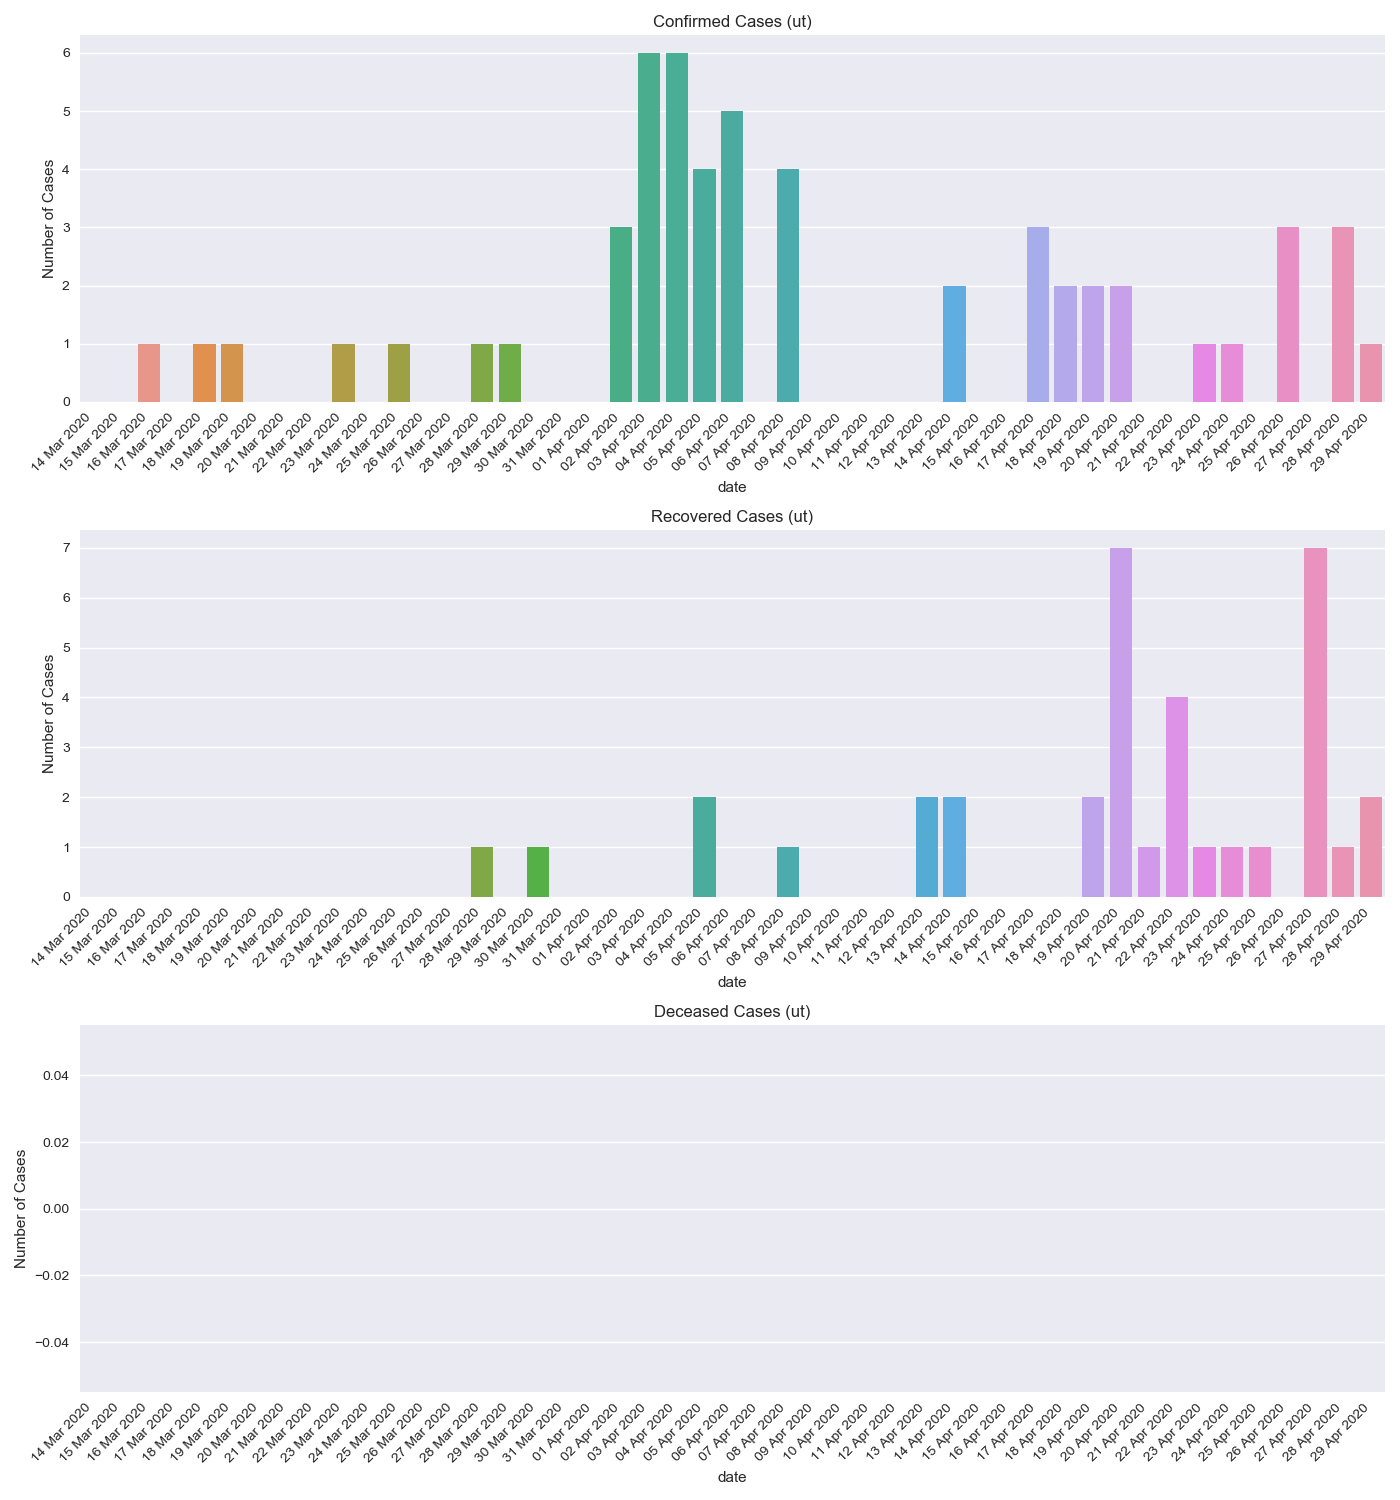 Confirmed Cases (ut)
6
5
4
3
2
1
0
Number of Cases
14 Mar 2020
15 Mar 2020
16 Mar 2020
17 Mar 2020
18 Mar 2020
19 Mar 2020
20 Mar 2020
21 Mar 2020
22 Mar 2020
23 Mar 2020
24 Mar 2020
25 Mar 2020
26 Mar 2020
27 Mar 2020
28 Mar 2020
29 Mar 2020
30 Mar 2020
31 Mar 2020
01 Apr 2020
02 Apr 2020
03 Apr 2020
04 Apr 2020
05 Apr 2020
06 Apr 2020
07 Apr 2020
08 Apr 2020
09 Apr 2020
10 Apr 2020
11 Apr 2020
12 Apr 2020
13 Apr 2020
14 Apr 2020
15 Apr 2020
16 Apr 2020
17 Apr 2020
18 Apr 2020
19 Apr 2020
20 Apr 2020
21 Apr 2020
22 Apr 2020
23 Apr 2020
24 Apr 2020
25 Apr 2020
26 Apr 2020
27 Apr 2020
28 Apr 2020
29 Apr 2020
date
Recovered Cases (ut)
7
6
5
4
3
2
1
0
Number of Cases
14 Mar 2020
15 Mar 2020
16 Mar 2020
17 Mar 2020
18 Mar 2020
19 Mar 2020
20 Mar 2020
21 Mar 2020
22 Mar 2020
23 Mar 2020
24 Mar 2020
25 Mar 2020
26 Mar 2020
27 Mar 2020
28 Mar 2020
29 Mar 2020
30 Mar 2020
31 Mar 2020
01 Apr 2020
02 Apr 2020
03 Apr 2020
04 Apr 2020
05 Apr 2020
06 Apr 2020
07 Apr 2020
08 Apr 2020
09 Apr 2020
10 Apr 2020
11 Apr 2020
12 Apr 2020
13 Apr 2020
14 Apr 2020
15 Apr 2020
16 Apr 2020
17 Apr 2020
18 Apr 2020
19 Apr 2020
20 Apr 2020
21 Apr 2020
22 Apr 2020
23 Apr 2020
24 Apr 2020
25 Apr 2020
26 Apr 2020
27 Apr 2020
28 Apr 2020
29 Apr 2020
date
Deceased Cases (ut)
0.04
0.02
0.00
−0.02
−0.04
Number of Cases
14 Mar 2020
15 Mar 2020
16 Mar 2020
17 Mar 2020
18 Mar 2020
19 Mar 2020
20 Mar 2020
21 Mar 2020
22 Mar 2020
23 Mar 2020
24 Mar 2020
25 Mar 2020
26 Mar 2020
27 Mar 2020
28 Mar 2020
29 Mar 2020
30 Mar 2020
31 Mar 2020
01 Apr 2020
02 Apr 2020
03 Apr 2020
04 Apr 2020
05 Apr 2020
06 Apr 2020
07 Apr 2020
08 Apr 2020
09 Apr 2020
10 Apr 2020
11 Apr 2020
12 Apr 2020
13 Apr 2020
14 Apr 2020
15 Apr 2020
16 Apr 2020
17 Apr 2020
18 Apr 2020
19 Apr 2020
20 Apr 2020
21 Apr 2020
22 Apr 2020
23 Apr 2020
24 Apr 2020
25 Apr 2020
26 Apr 2020
27 Apr 2020
28 Apr 2020
29 Apr 2020
date